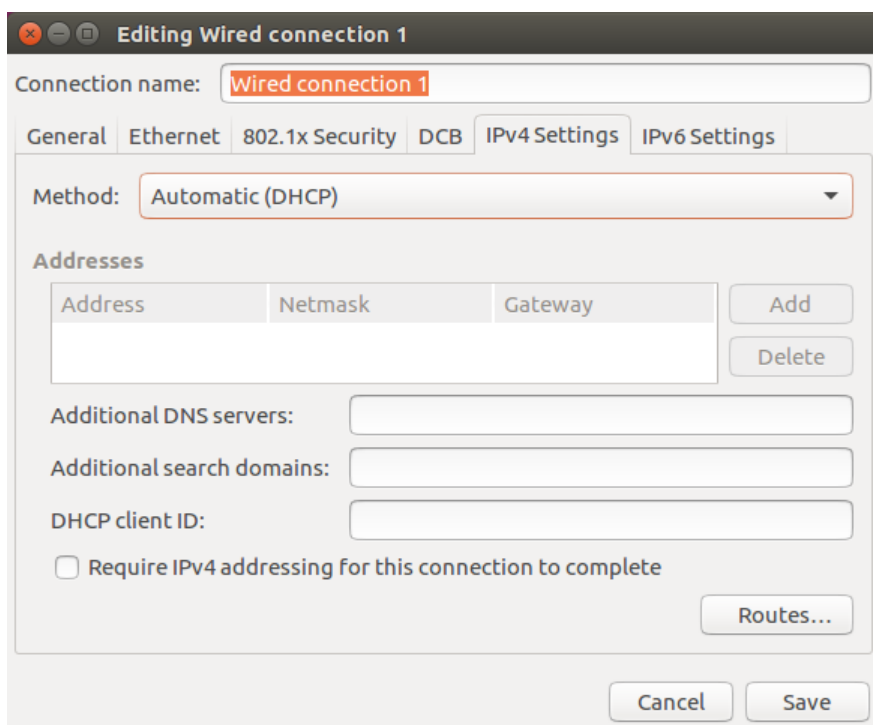 Editing Wired connection 1
Connection name: Wired connection 1
General Ethernet 802.1x Security DCB IPv4 Settings IPv6 Settings
Method: Automatic (DHCP)
Addresses
Address Netmask Gateway Add
Delete
Additional DNS servers:
Additional search domains:
DHCP client ID:
Require IPv4 addressing for this connection to complete
Routes...
Cancel Save